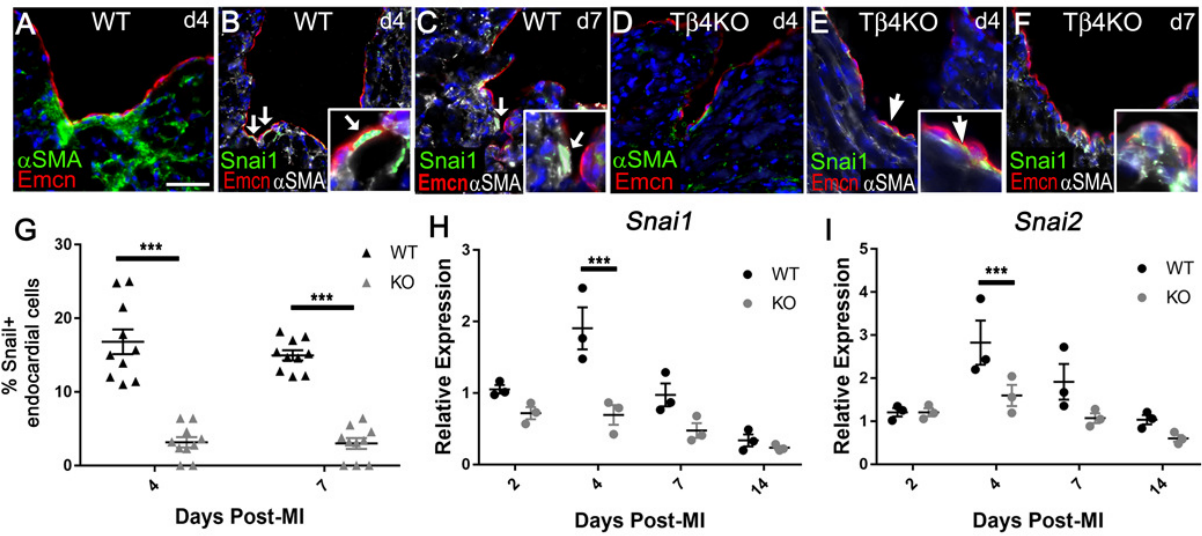 A WT d4
αSMA
Emcn
B WT d4
Snai1
Emcn αSMA
C WT d7
Snai1
Emcn αSMA
D Tβ4KO d4
αSMA
Emcn
E Tβ4KO d4
Snai1
Emcn αSMA
F Tβ4KO d7
Snai1
Emcn αSMA
G
% Snail+
endocardial cells
30
20
10
0
***
***
WT
KO
4
7
Days Post-MI
H
Snai1
Relative Expression
3
2
1
0
***
WT
KO
2
4
7
14
Days Post-MI
I
Snai2
Relative Expression
5
4
3
2
1
0
***
WT
KO
2
4
7
14
Days Post-MI